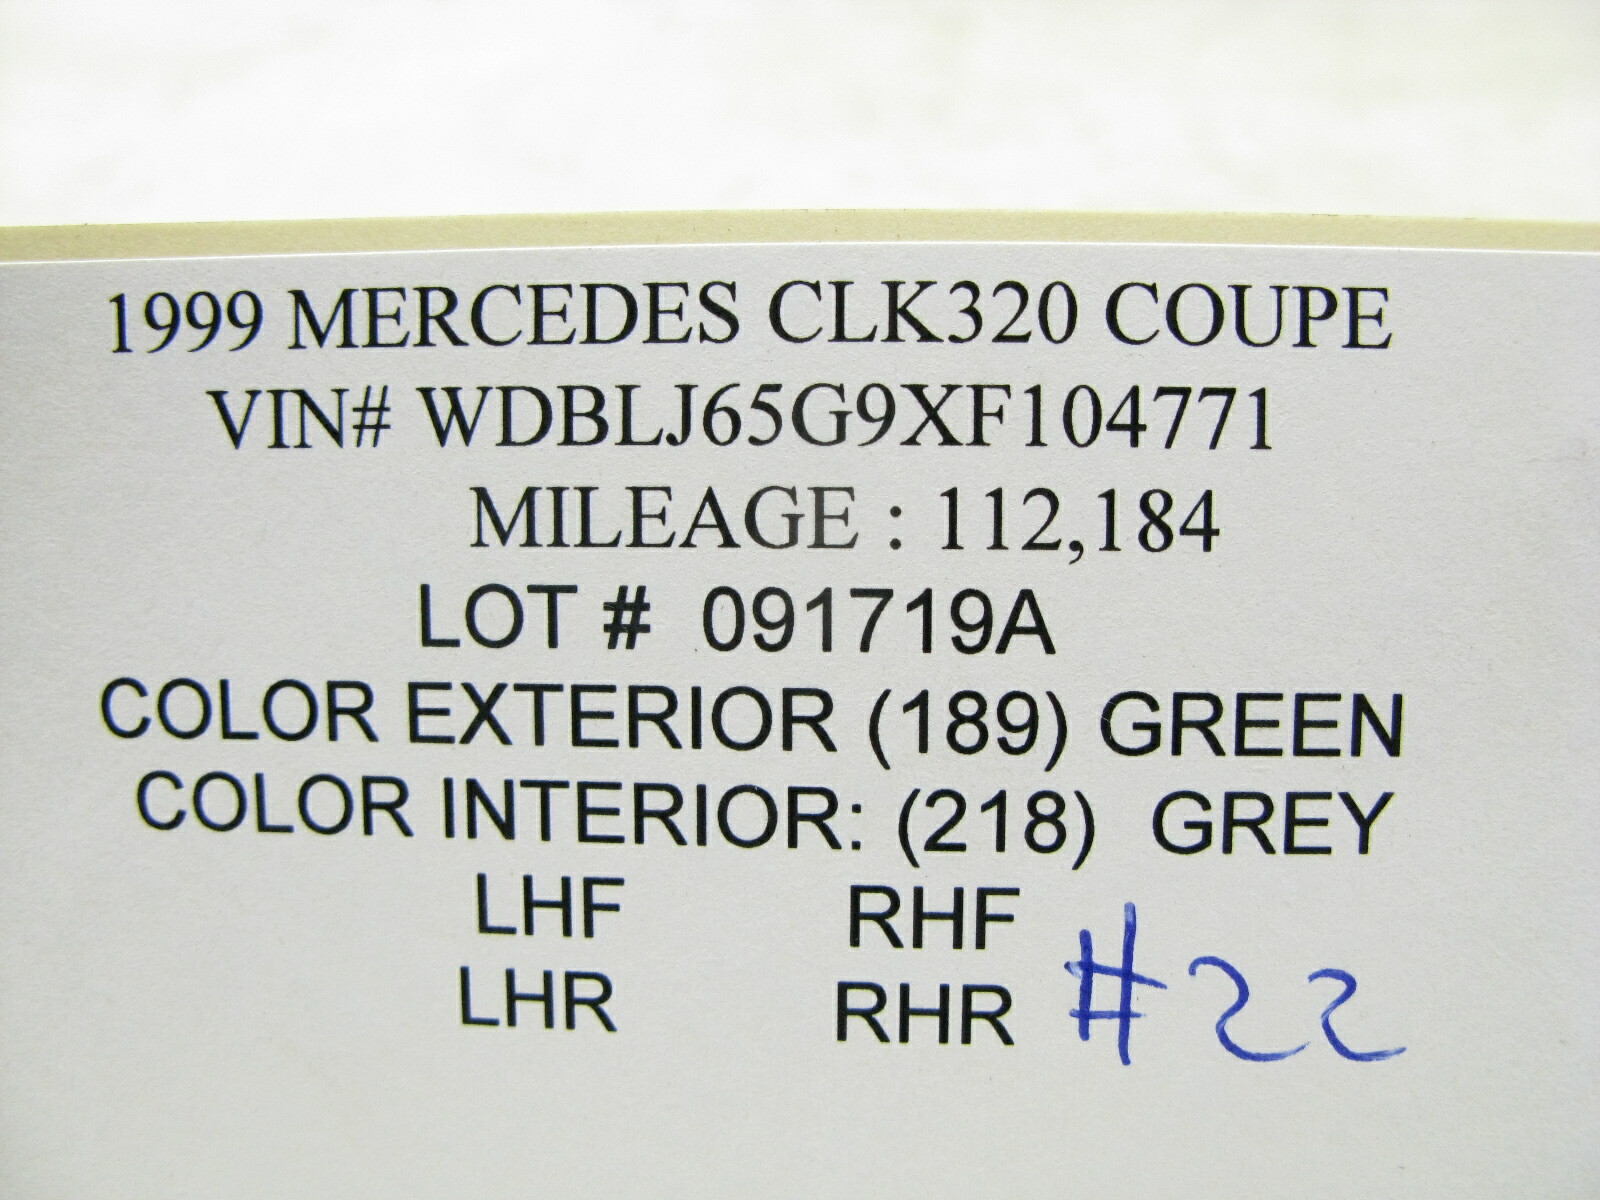 1999 MERCEDES CLK320 COUPE
VIN# WDBLJ65G9XF104771
MILEAGE : 112,184
LOT # 091719A
COLOR EXTERIOR (189) GREEN
COLOR INTERIOR: (218) GREY
LHF RHF
LHR RHR #22